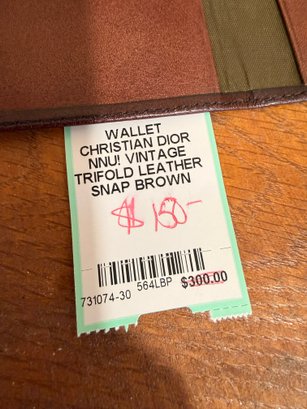 WALLET
CHRISTIAN DIOR
NNU! VINTAGE
TRIFOLD LEATHER
SNAP BROWN
$ 150-
731074-30 564LBP $300.00